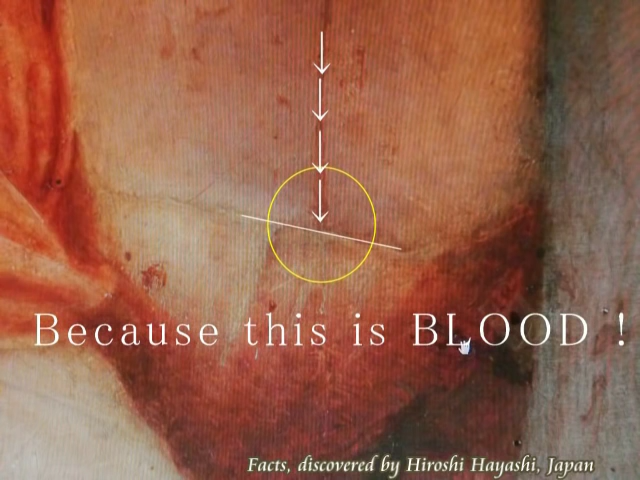 Because this is BLOOD !
Facts, discovered by Hiroshi Hayashi, Japan